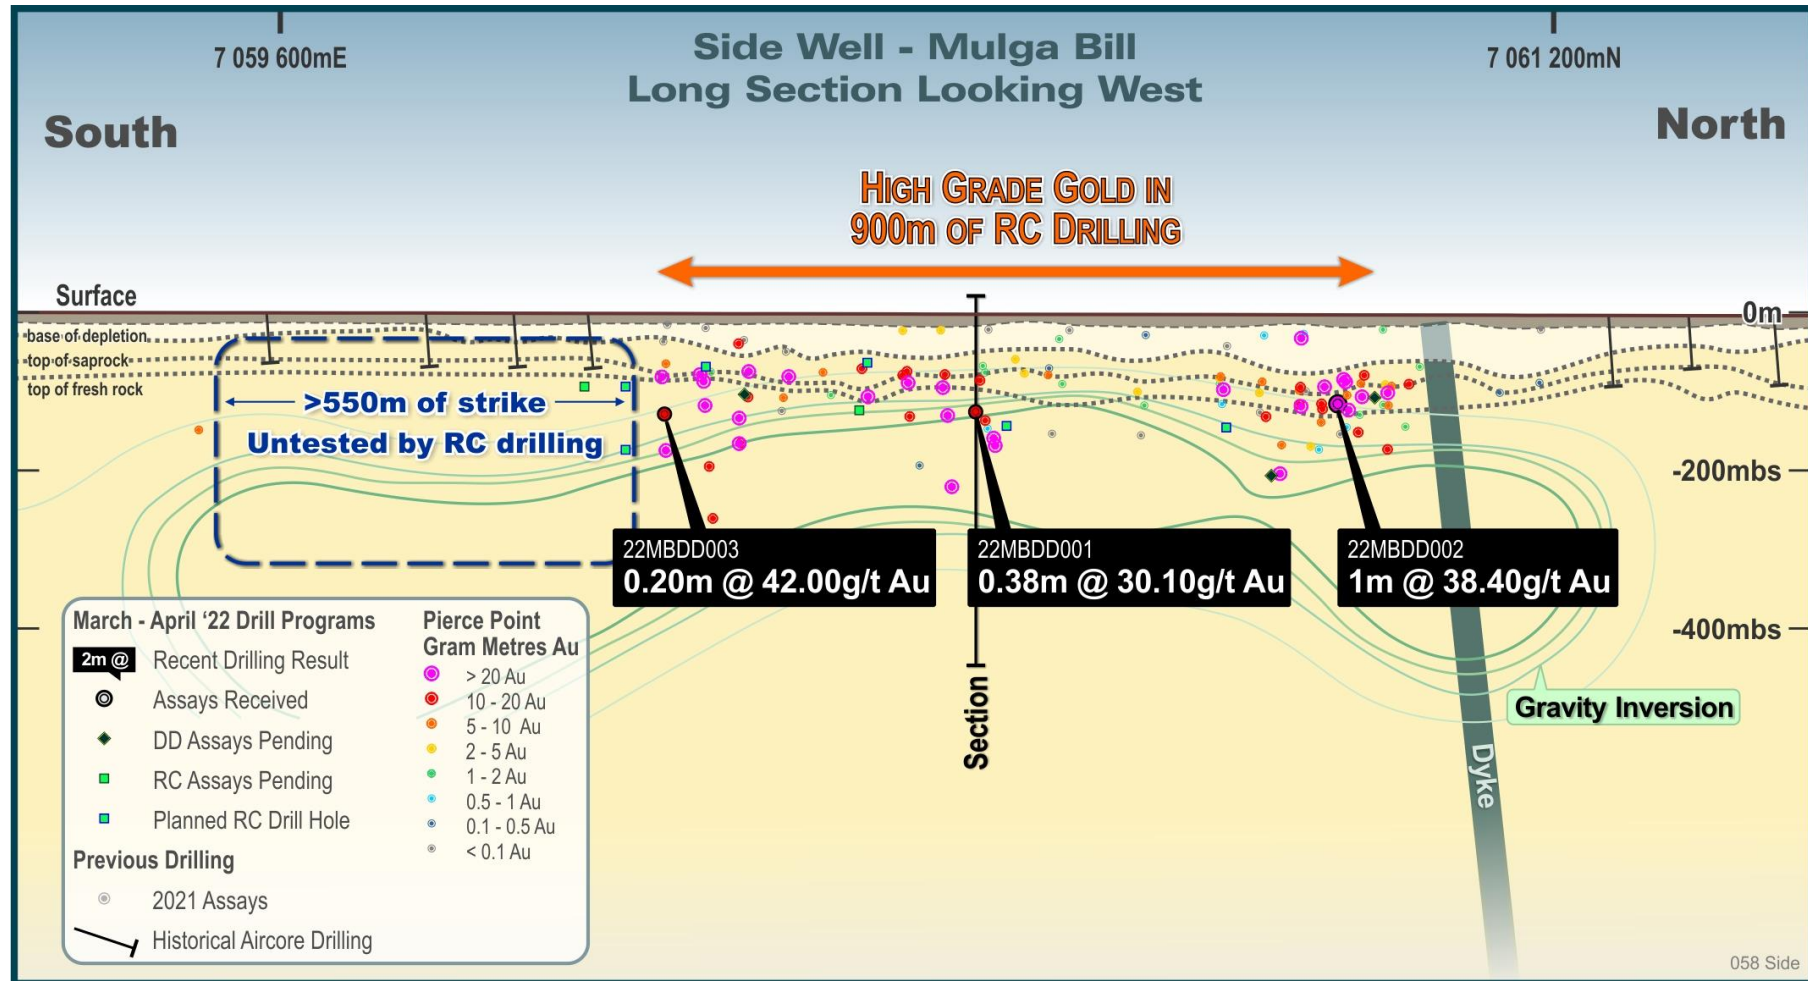 7 059 600mE
Side Well - Mulga Bill
Long Section Looking West
7 061 200mN
South
North
HIGH GRADE GOLD IN
900m OF RC DRILLING
Surface
0m
base of depletion
top of saprock
top of fresh rock
>550m of strike
Untested by RC drilling
-200mbs
22MBDD003
0.20m @ 42.00g/t Au
22MBDD001
0.38m @ 30.10g/t Au
22MBDD002
1m @ 38.40g/t Au
-400mbs
Gravity Inversion
Section
Dyke
March - April ‘22 Drill Programs
2m @
Recent Drilling Result
Assays Received
DD Assays Pending
RC Assays Pending
Planned RC Drill Hole
Previous Drilling
2021 Assays
Historical Aircore Drilling
Pierce Point
Gram Metres Au
> 20 Au
10 - 20 Au
5 - 10 Au
2 - 5 Au
1 - 2 Au
0.5 - 1 Au
0.1 - 0.5 Au
< 0.1 Au
058 Side